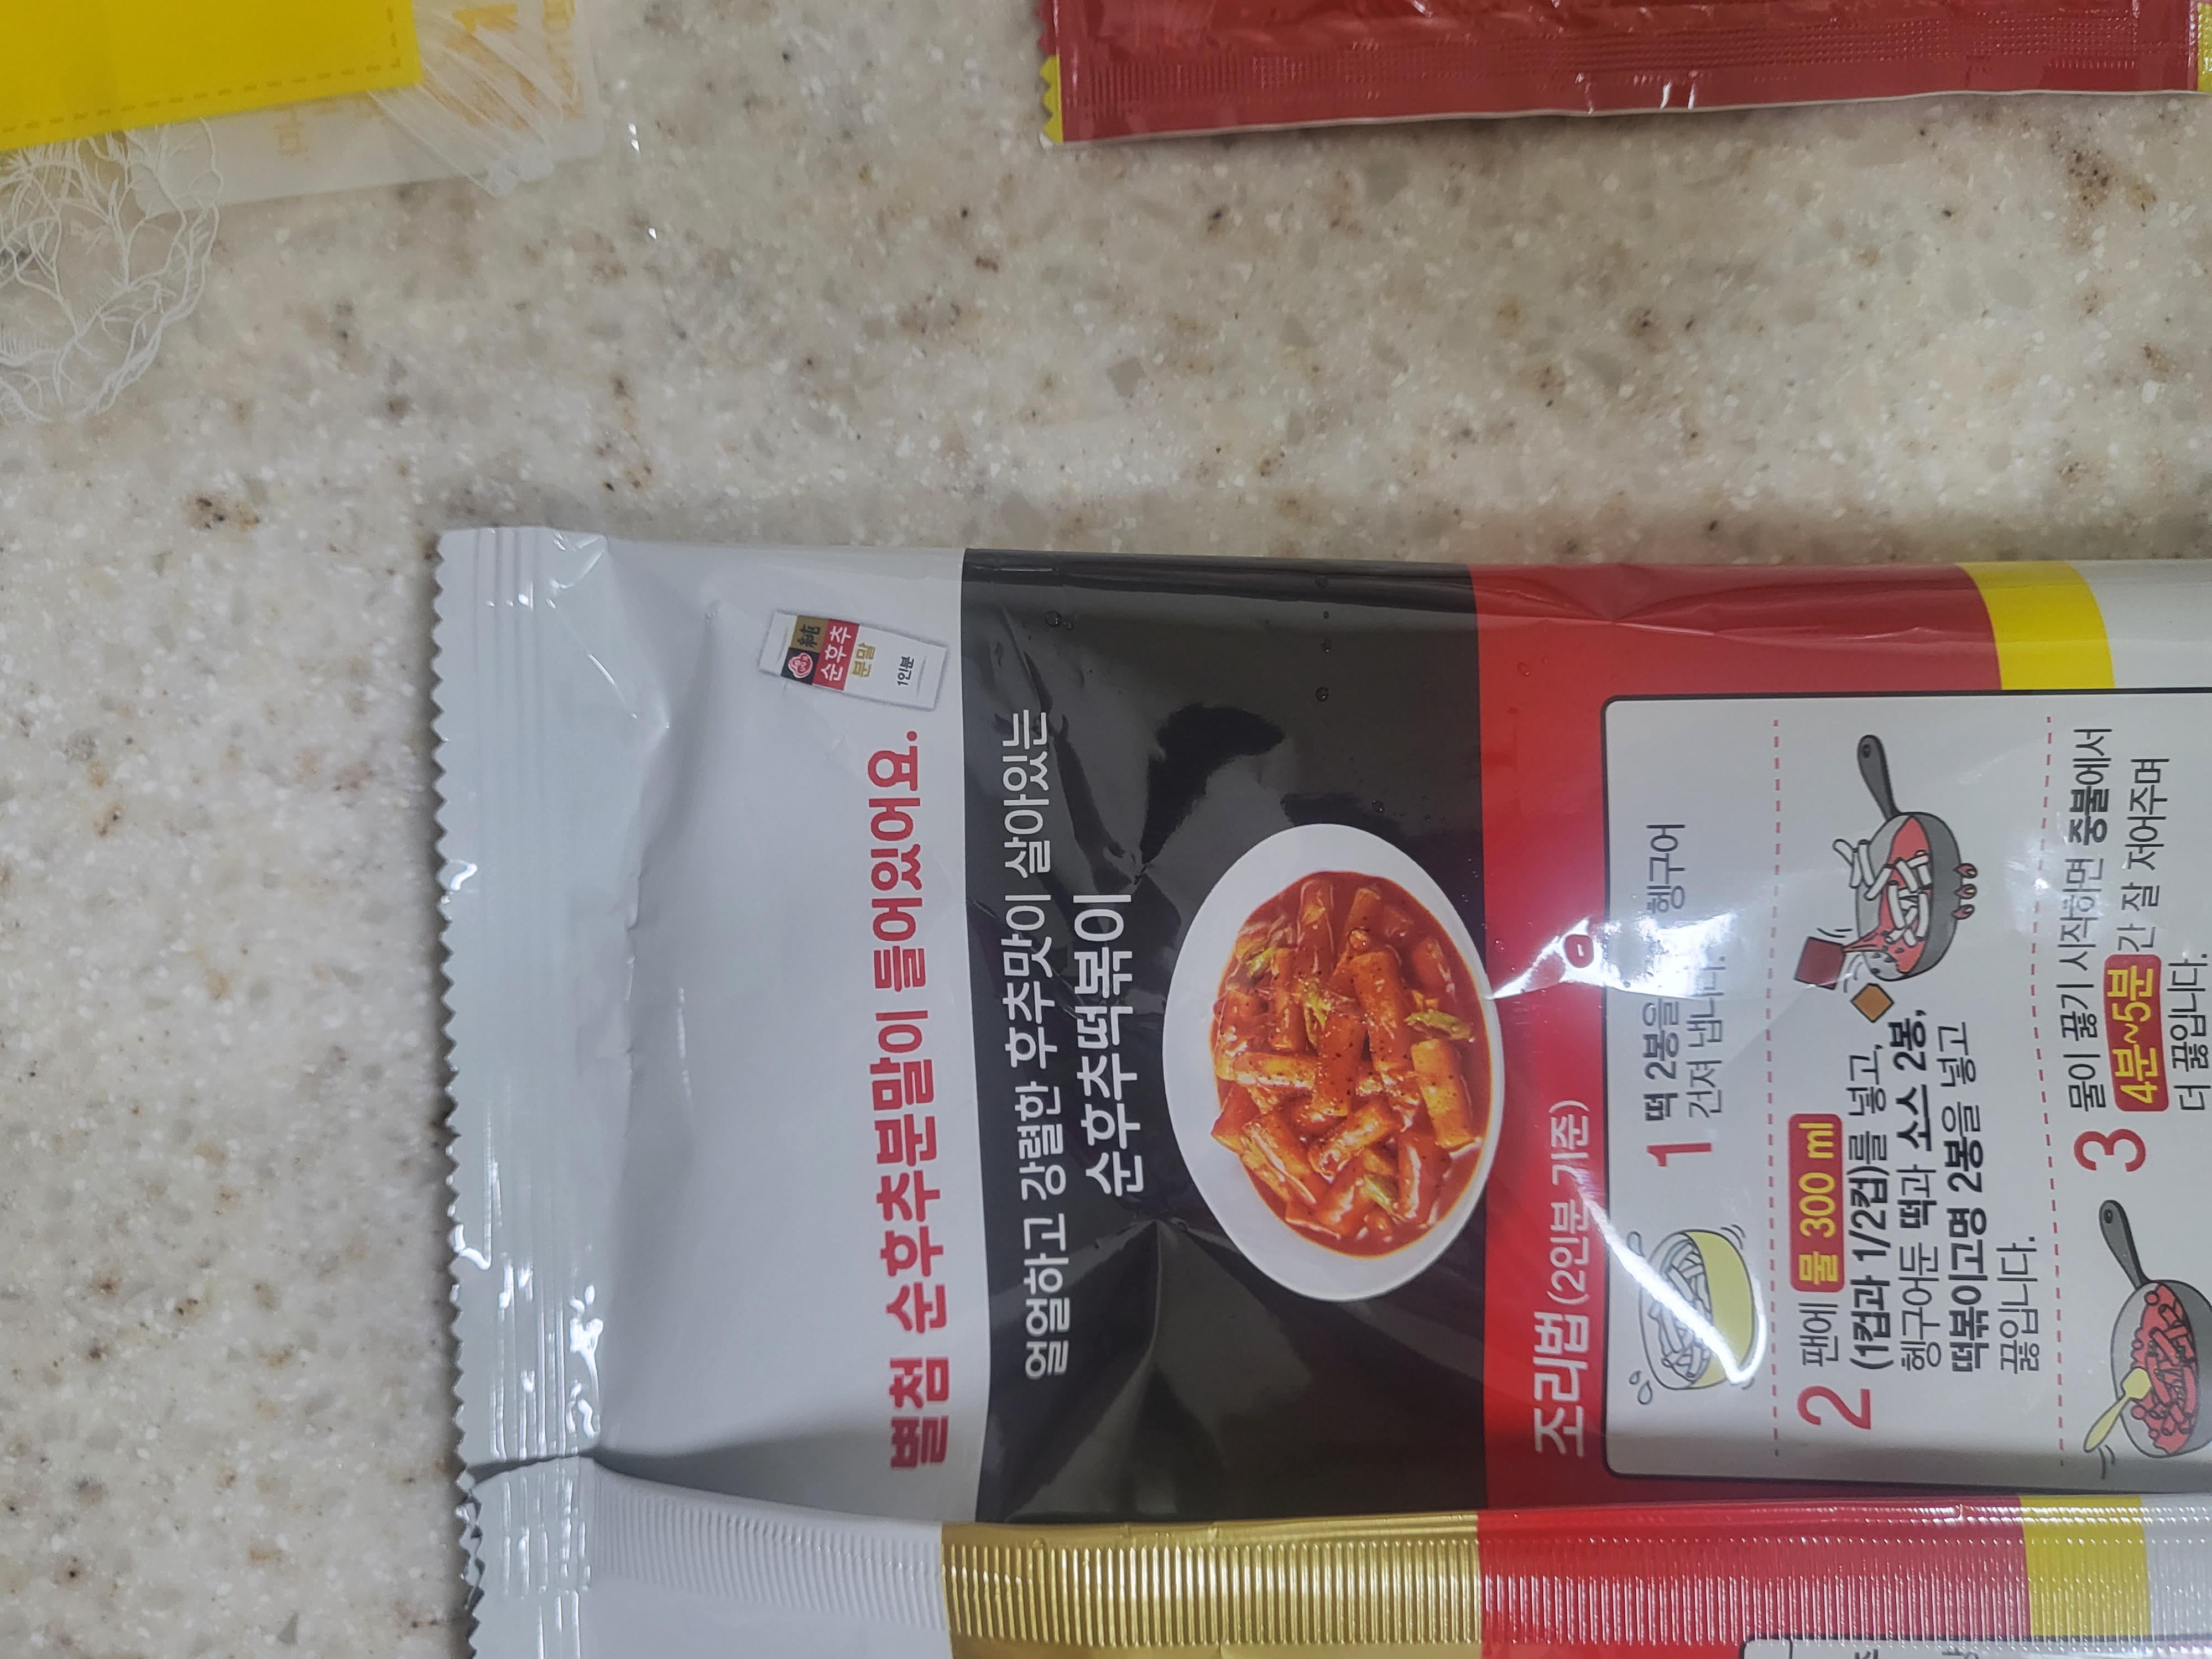 별첨 순후추분말이 들어있어요.
純
순후추
분말
1인분
얼얼하고 강렬한 후추맛이 살아있는
순후추떡볶이
조리법 (2인분 기준)
1 떡 2봉을 헹구어
건져 냅니다.
2 팬에 물 300 ml
(1컵과 1/2컵)를 넣고,
헹구어둔 떡과 소스 2봉,
떡볶이고명 2봉을 넣고
끓입니다.
3 물이 끓기 시작하면 중불에서
4분~5분간 잘 저어주며
더 끓입니다.